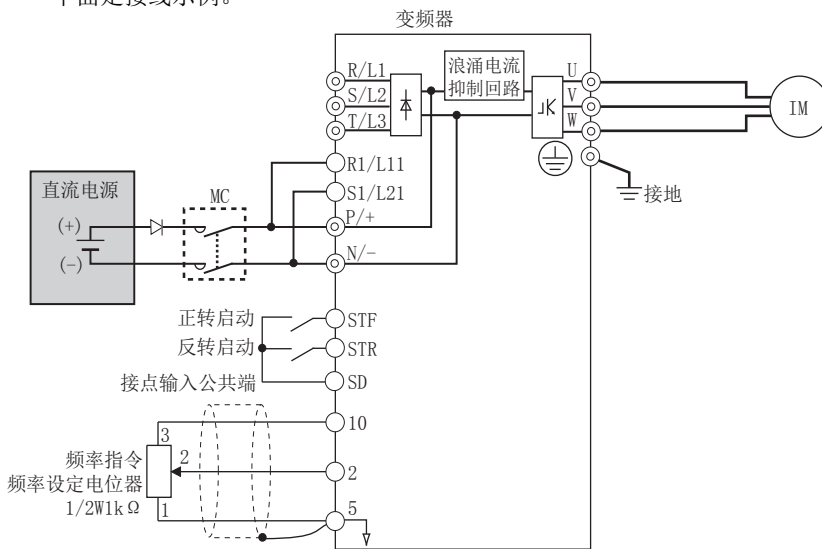 下面是接线示例。
变频器
R/L1
S/L2
T/L3
浪涌电流
抑制回路
U
V
W
IM
R1/L11
S1/L21
P/+
N/-
接地
直流电源
(+)
(-)
MC
正转启动
STF
反转启动
STR
接点输入公共端
SD
3
10
频率指令
2
2
频率设定电位器
1/2W1kΩ
1
5